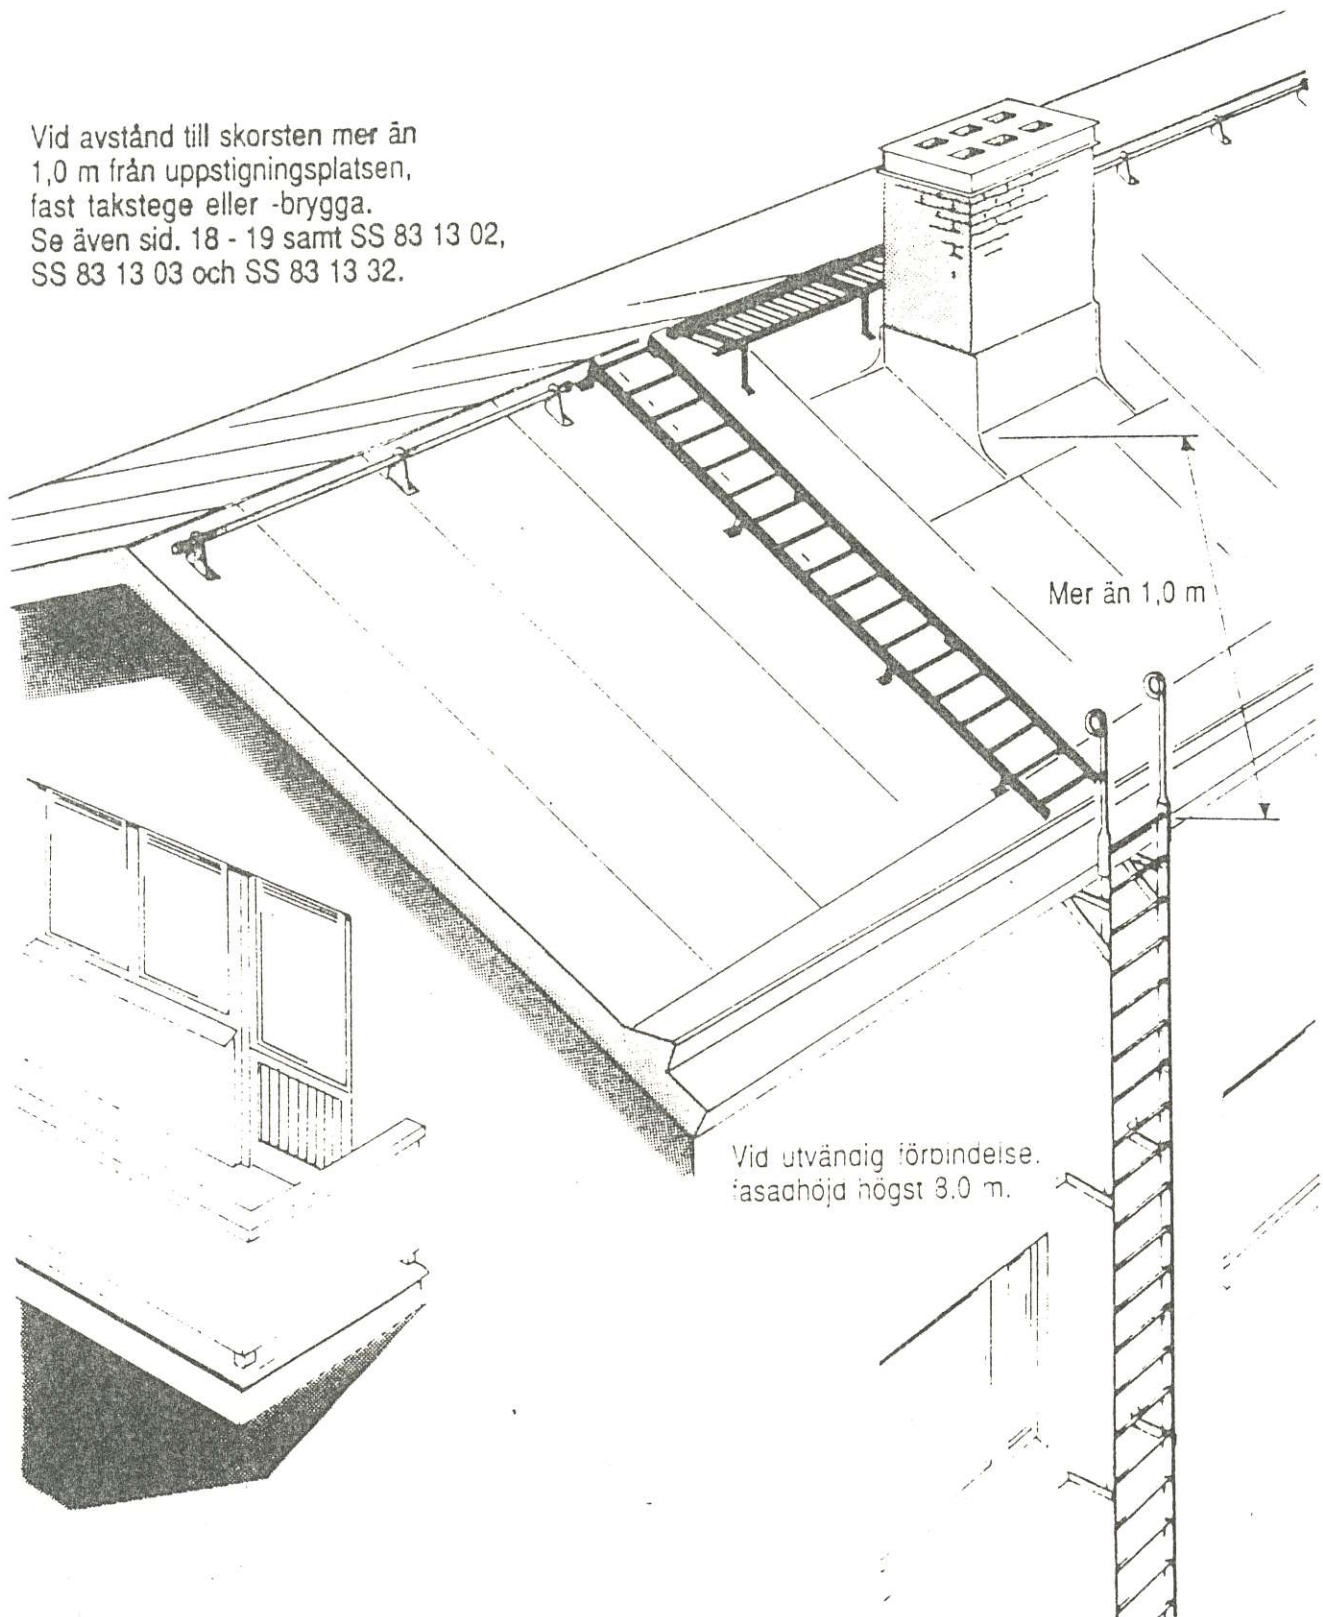 Vid avstånd till skorsten mer än
1,0 m från uppstigningsplatsen,
fast takstege eller -brygga.
Se även sid. 18 - 19 samt SS 83 13 02,
SS 83 13 03 och SS 83 13 32.
Mer än 1,0 m
Vid utvändig förbindelse.
fasadhöjd högst 8,0 m.